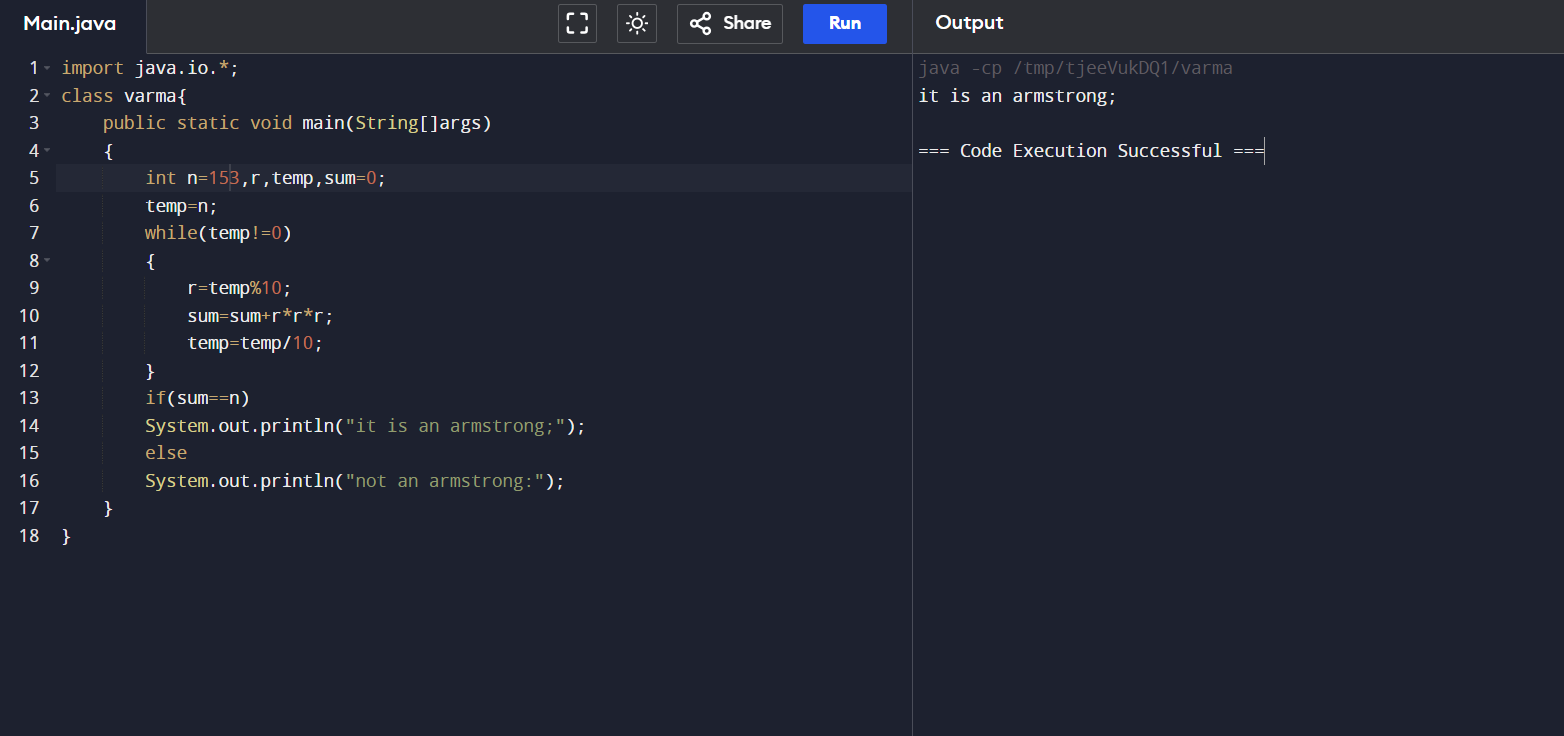 Main.java
Share
Run
Output
1 import java.io.*;
2 class varma{
3     public static void main(String[]args)
4     {
5         int n=153,r,temp,sum=0;
6         temp=n;
7         while(temp!=0)
8         {
9             r=temp%10;
10             sum=sum+r*r*r;
11             temp=temp/10;
12         }
13         if(sum==n)
14         System.out.println("it is an armstrong;");
15         else
16         System.out.println("not an armstrong:");
17     }
18 }
java -cp /tmp/tjeeVukDQ1/varma
it is an armstrong;
=== Code Execution Successful ===